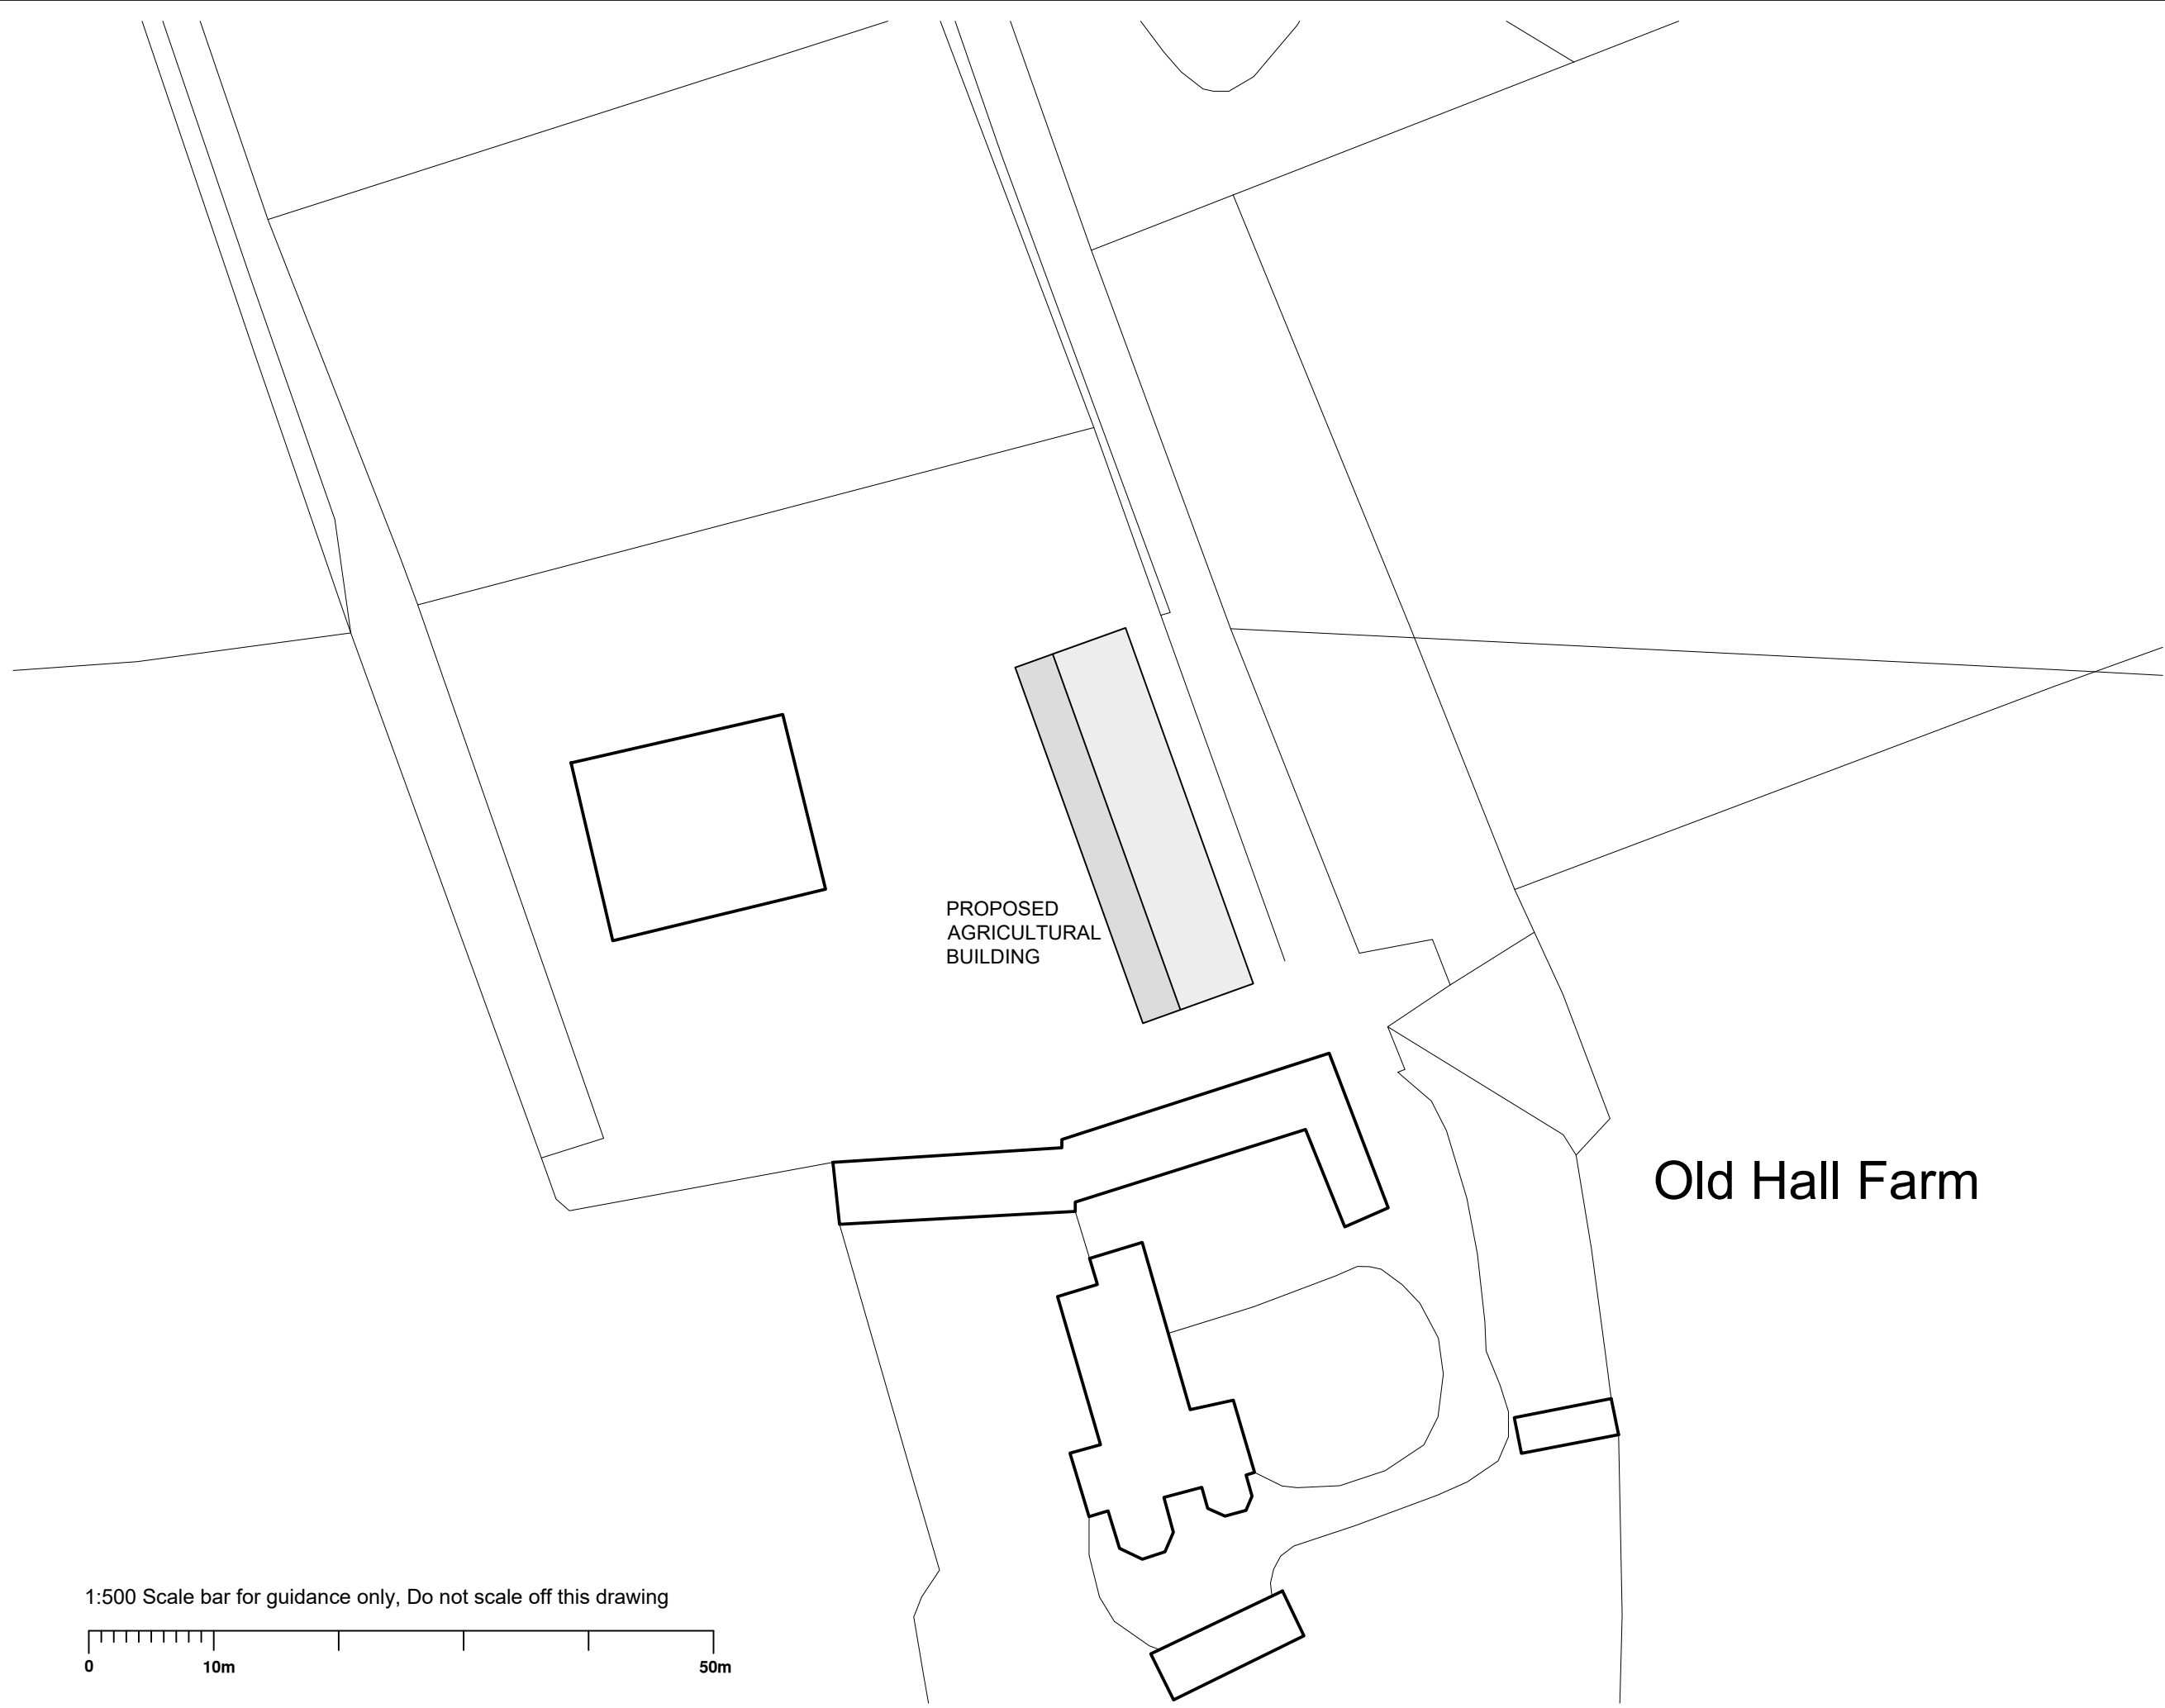 PROPOSED
AGRICULTURAL
BUILDING
Old Hall Farm
1:500 Scale bar for guidance only, Do not scale off this drawing
0 10m 50m